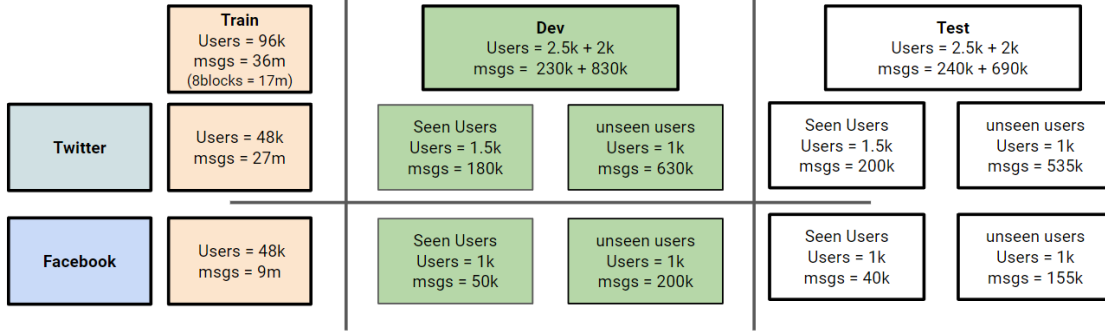 Train
Users = 96k
msgs = 36m
(8blocks = 17m)
Dev
Users = 2.5k + 2k
msgs = 230k + 830k
Test
Users = 2.5k + 2k
msgs = 240k + 690k
Twitter
Users = 48k
msgs = 27m
Seen Users
Users = 1.5k
msgs = 180k
unseen users
Users = 1k
msgs = 630k
Seen Users
Users = 1.5k
msgs = 200k
unseen users
Users = 1k
msgs = 535k
Facebook
Users = 48k
msgs = 9m
Seen Users
Users = 1k
msgs = 50k
unseen users
Users = 1k
msgs = 200k
Seen Users
Users = 1k
msgs = 40k
unseen users
Users = 1k
msgs = 155k